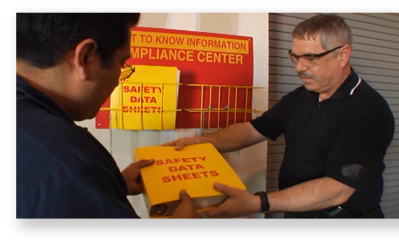 T TO KNOW INFORMATION
MPLIANCE CENTER
SAFETY
DATA
SHEETS
SAFETY
DATA
SHEETS